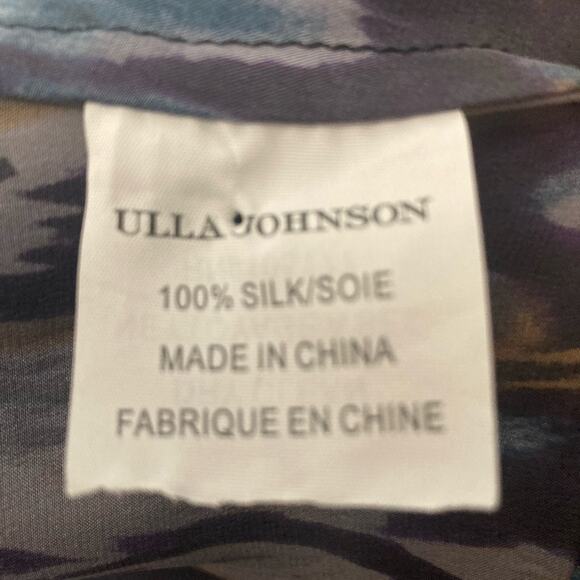 ULLA JOHNSON
100% SILK/SOIE
MADE IN CHINA
FABRIQUE EN CHINE